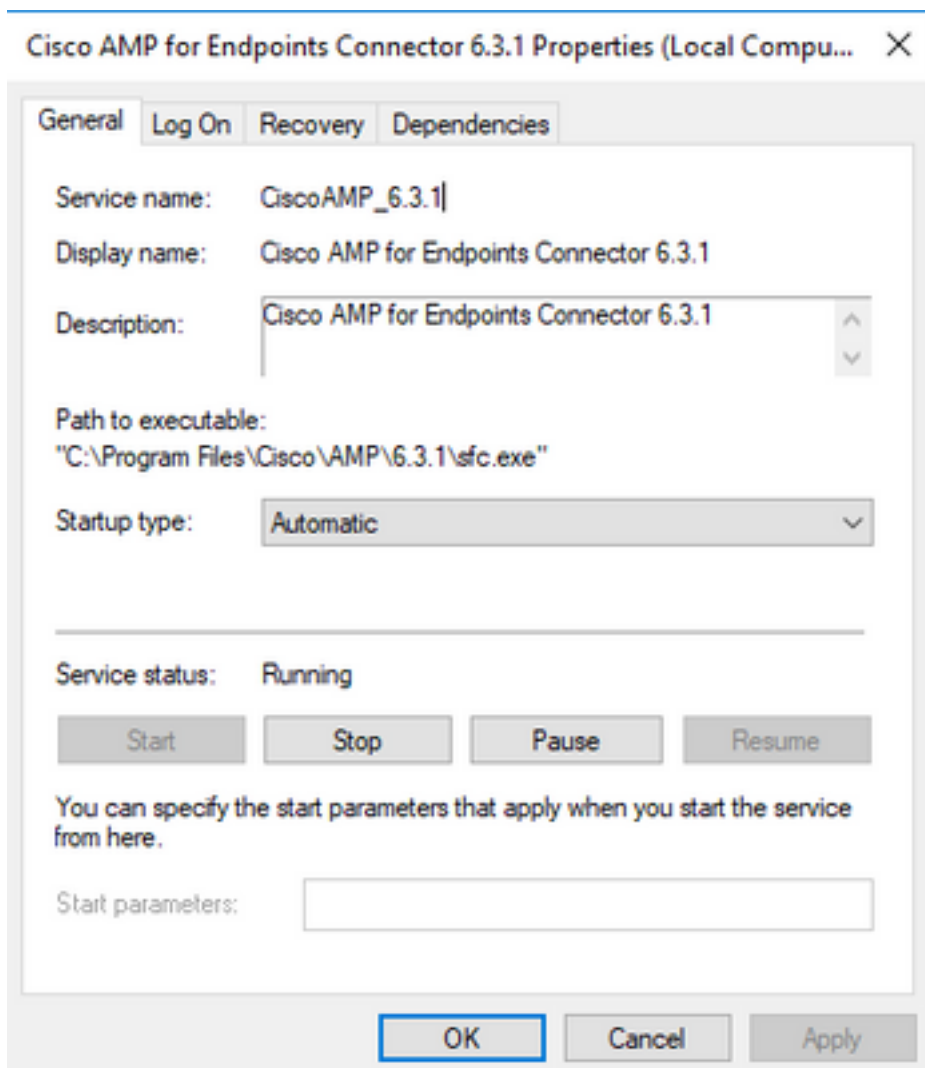 Cisco AMP for Endpoints Connector 6.3.1 Properties (Local Compu...
General Log On Recovery Dependencies
Service name: CiscoAMP_6.3.1
Display name: Cisco AMP for Endpoints Connector 6.3.1
Description: Cisco AMP for Endpoints Connector 6.3.1
Path to executable:
"C:\Program Files\Cisco\AMP\6.3.1\sfc.exe"
Startup type: Automatic
Service status: Running
Start Stop Pause Resume
You can specify the start parameters that apply when you start the service
from here.
Start parameters:
OK Cancel Apply